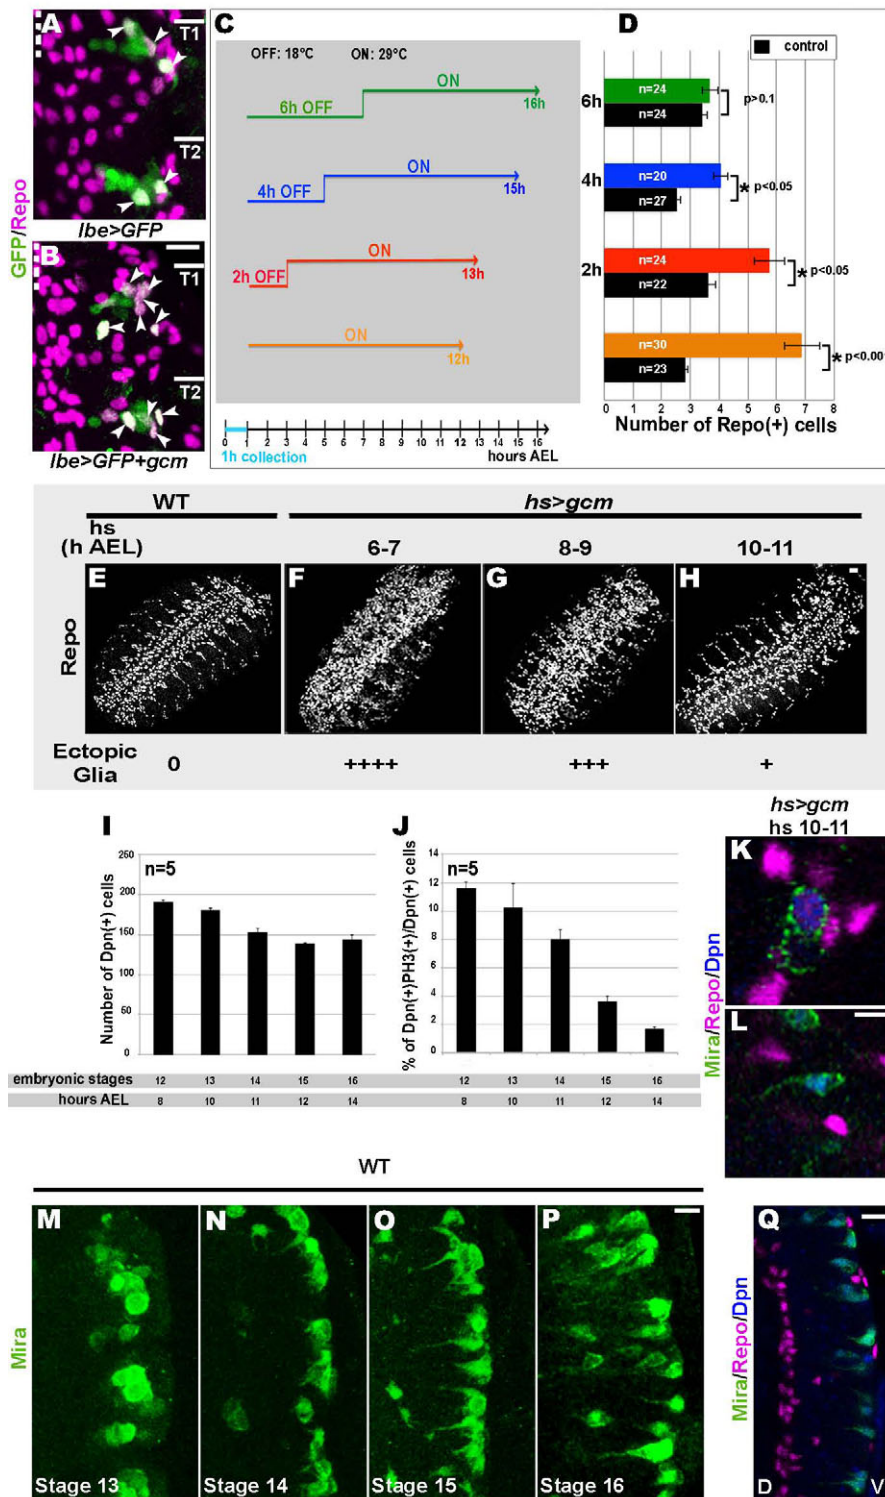 A
T1
T2
lbe>GFP
GFP/Repo
B
T1
T2
lbe>GFP+gcm
C
OFF: 18°C ON: 29°C
ON
6h OFF
16h
ON
4h OFF
15h
ON
2h OFF
13h
ON
12h
0 1 2 3 4 5 6 7 8 9 10 11 12 13 14 15 16
1h collection
hours AEL
D
control
6h
n=24
n=24
p>0.1
4h
n=20
n=27
* p<0.05
2h
n=24
n=22
* p<0.05
n=30
n=23
* p<0.00
0 1 2 3 4 5 6 7 8
Number of Repo(+) cells
WT
hs>gcm
hs
(h AEL)
6-7
8-9
10-11
E
F
G
H
Repo
Ectopic
Glia
0
++++
+++
+
I
n=5
Number of Dpn(+) cells
250
200
150
100
50
0
J
n=5
% of Dpn(+)PH3(+)/Dpn(+) cells
14
12
10
8
6
4
2
0
embryonic stages 12 13 14 15 16 12 13 14 15 16
hours AEL 8 10 11 12 14 8 10 11 12 14
hs>gcm
hs 10-11
K
L
Mira/Repo/Dpn
WT
M
N
O
P
Mira
Stage 13
Stage 14
Stage 15
Stage 16
Q
Mira/Repo/Dpn
D
V